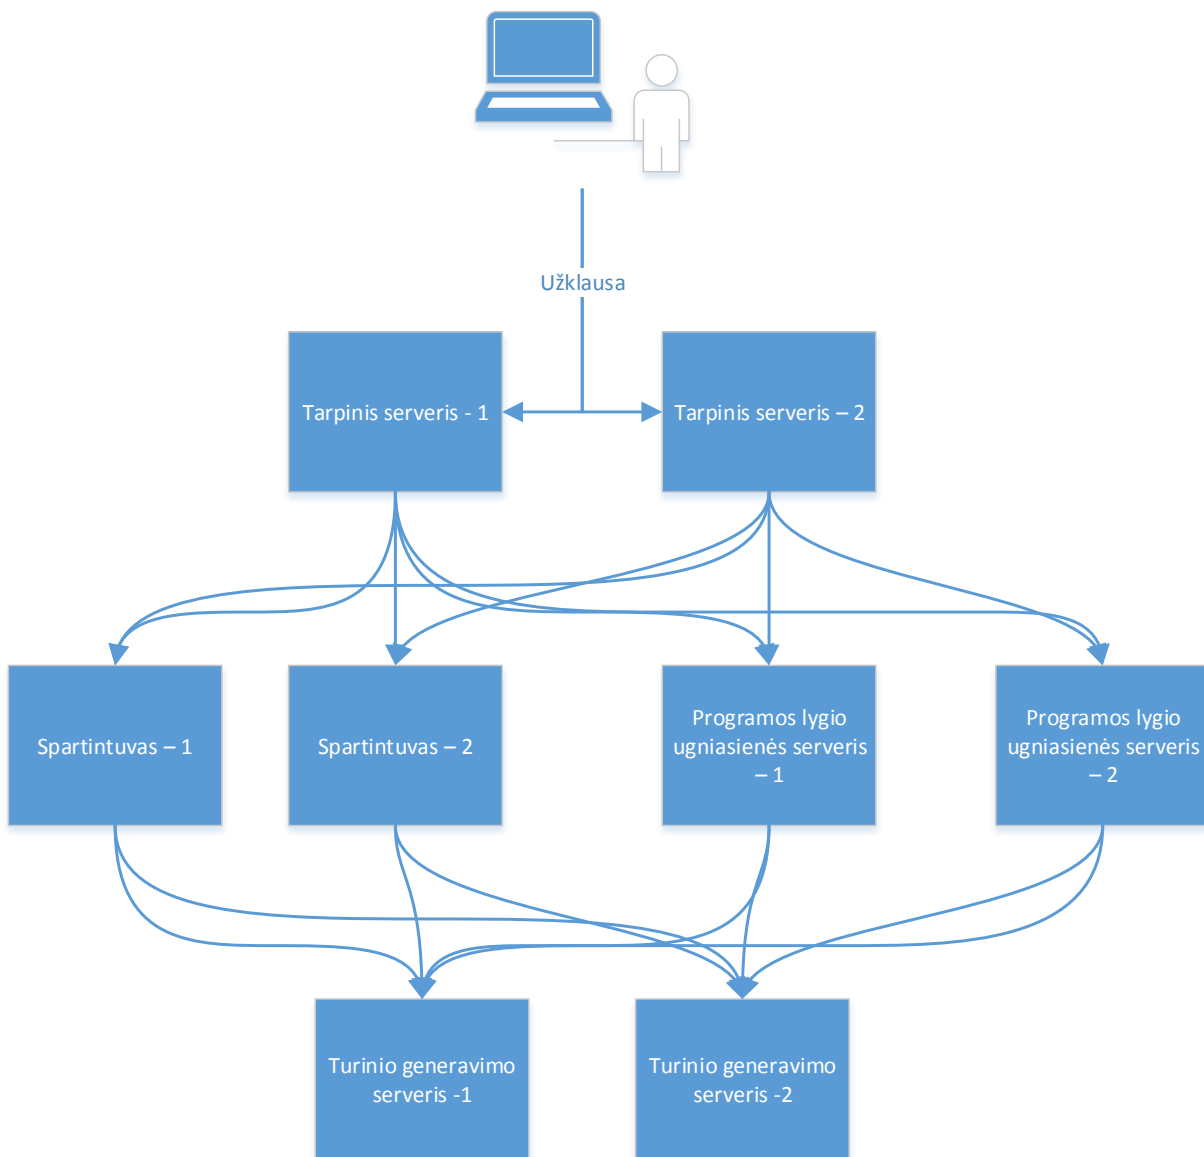 Užklausa
Tarpinis serveris - 1
Tarpinis serveris – 2
Spartintuvas – 1
Spartintuvas – 2
Programos lygio
ugniasienės serveris
– 1
Programos lygio
ugniasienės serveris
– 2
Turinio generavimo
serveris -1
Turinio generavimo
serveris -2